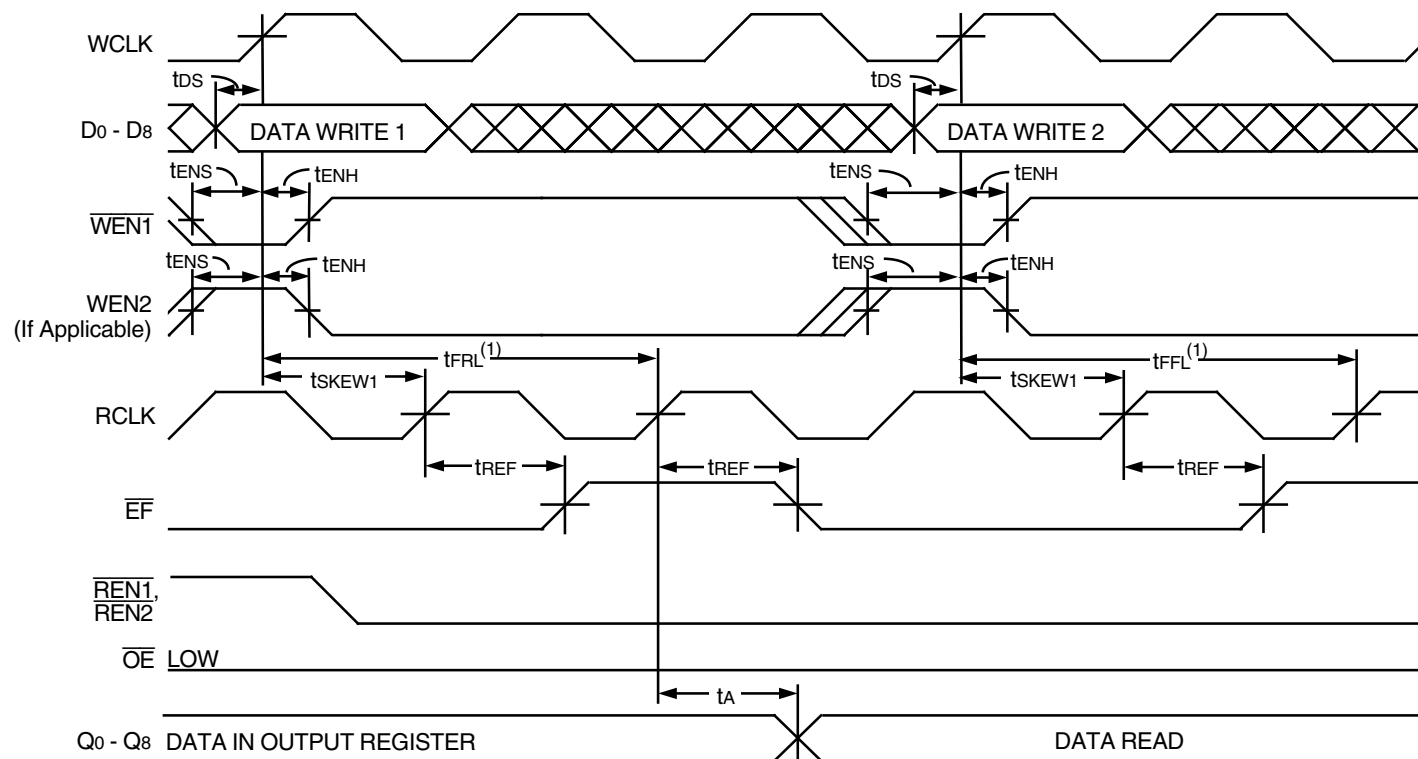 WCLK
tDS tDS
D0 - D8 DATA WRITE 1 DATA WRITE 2
tENS tENH tENS tENH
WEN1
tENS tENH tENS tENH
WEN2
(If Applicable)
tFRL(1) tFFL(1)
tSKEW1 tSKEW1
RCLK
tREF tREF tREF
EF
REN1,
REN2
OE LOW
tA
Q0 - Q8 DATA IN OUTPUT REGISTER DATA READ